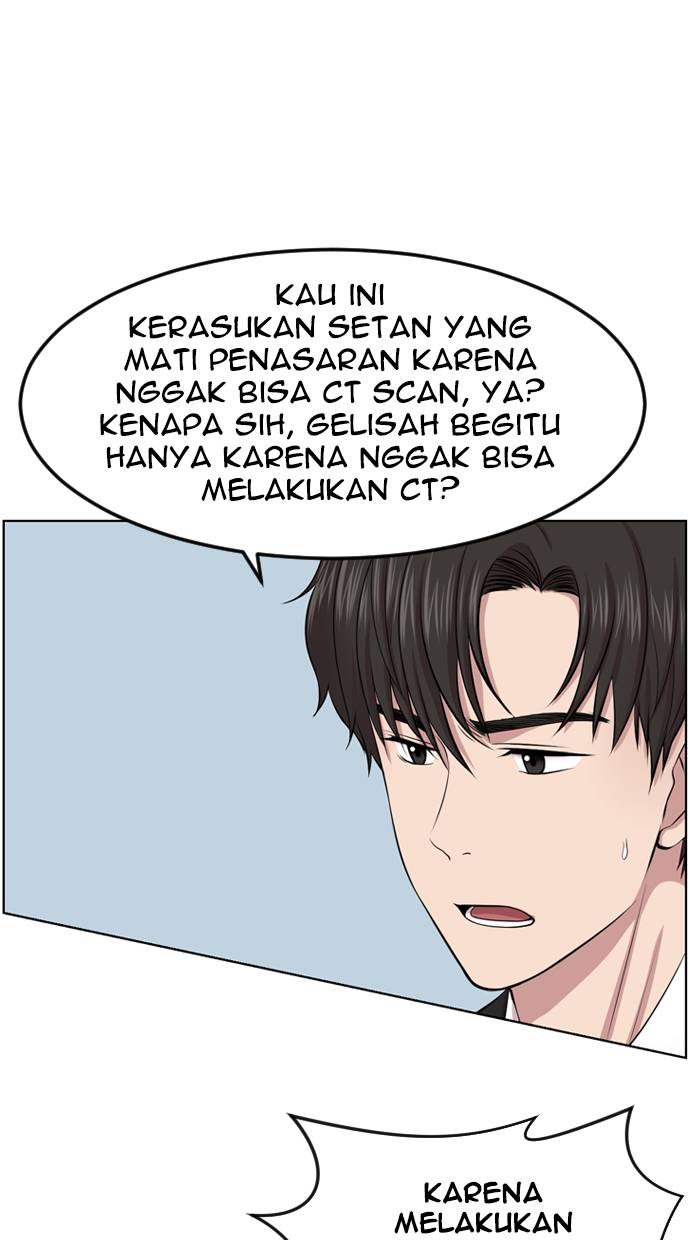 KAU INI
KERASUKAN SETAN YANG
MATI PENASARAN KARENA
NGGAK BISA CT SCAN, YA?
KENAPA SIH, GELISAH BEGITU
HANYA KARENA NGGAK BISA
MELAKUKAN CT?
KARENA
MELAKUKAN